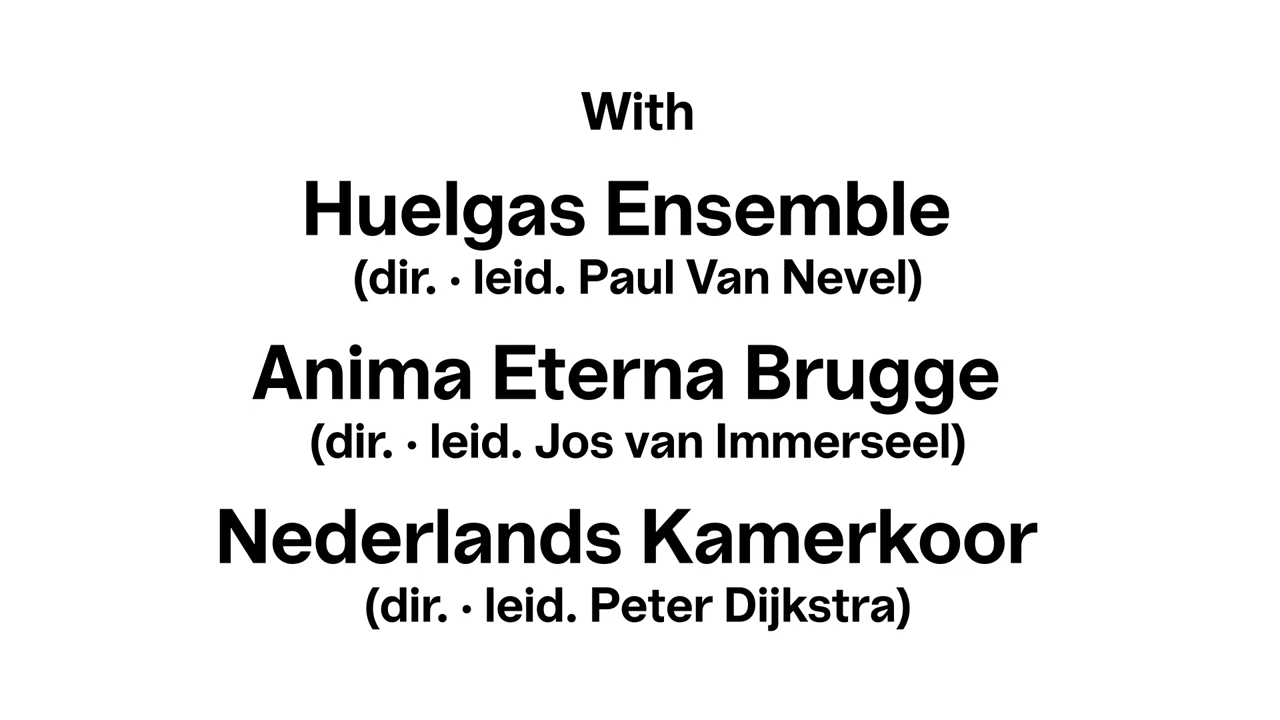 With
Huelgas Ensemble
(dir. · leid. Paul Van Nevel)
Anima Eterna Brugge
(dir. · leid. Jos van Immerseel)
Nederlands Kamerkoor
(dir. · leid. Peter Dijkstra)